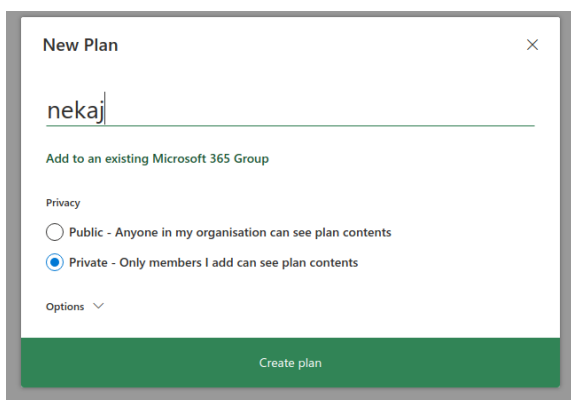 New Plan
nekaj
Add to an existing Microsoft 365 Group
Privacy
Public - Anyone in my organisation can see plan contents
Private - Only members I add can see plan contents
Options
Create plan